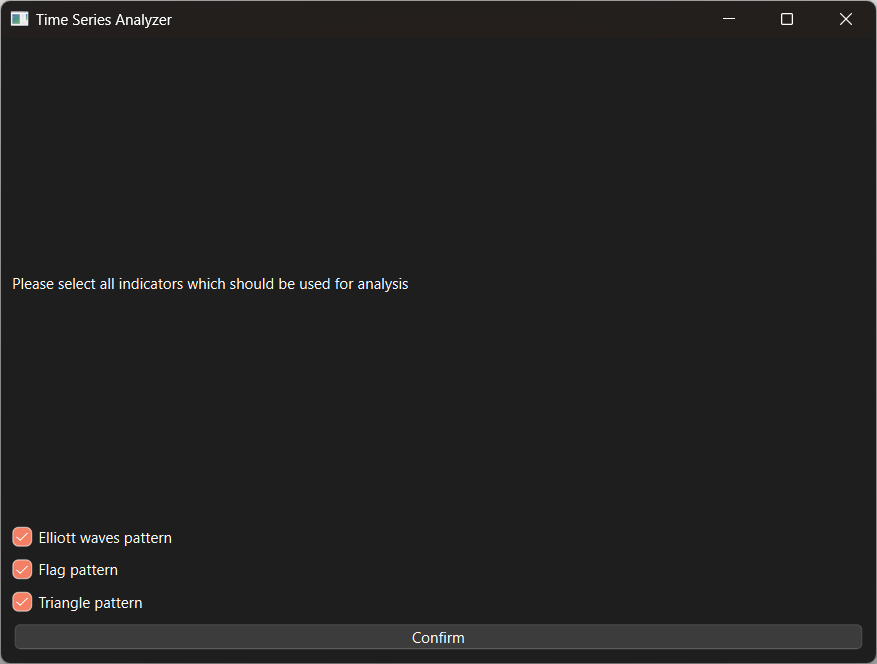 Time Series Analyzer
Please select all indicators which should be used for analysis
Elliott waves pattern
Flag pattern
Triangle pattern
Confirm